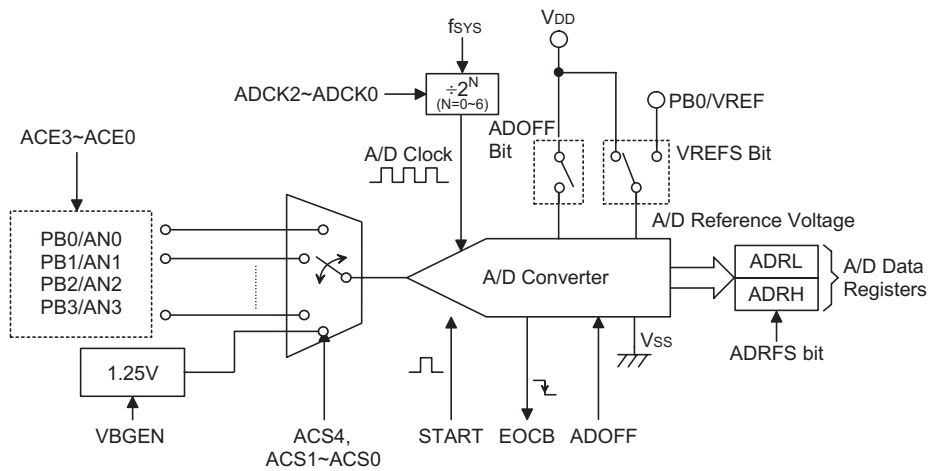 fSYS
VDD
ADCK2~ADCK0
÷2N
(N=0~6)
PB0/VREF
ADOFF
Bit
VREFS Bit
ACE3~ACE0
A/D Clock
A/D Reference Voltage
PB0/AN0
PB1/AN1
PB2/AN2
PB3/AN3
A/D Converter
ADRL
ADRH
A/D Data
Registers
VSS
ADRFS bit
1.25V
VBGEN
ACS4,
ACS1~ACS0
START
EOCB
ADOFF